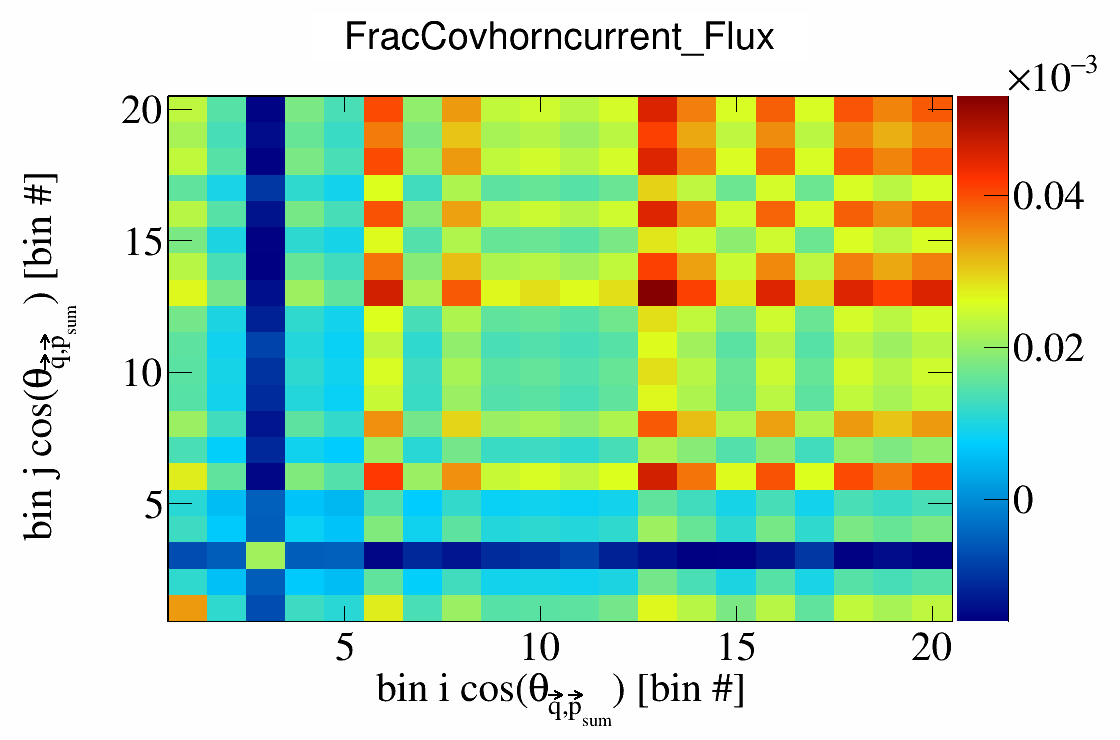 FracCovhorncurrent_Flux
×10−3
20
15
10
5
0.04
0.02
0
5 10 15 20
bin i cos(θq⃗,p⃗sum) [bin #]
bin j cos(θq⃗,p⃗sum) [bin #]